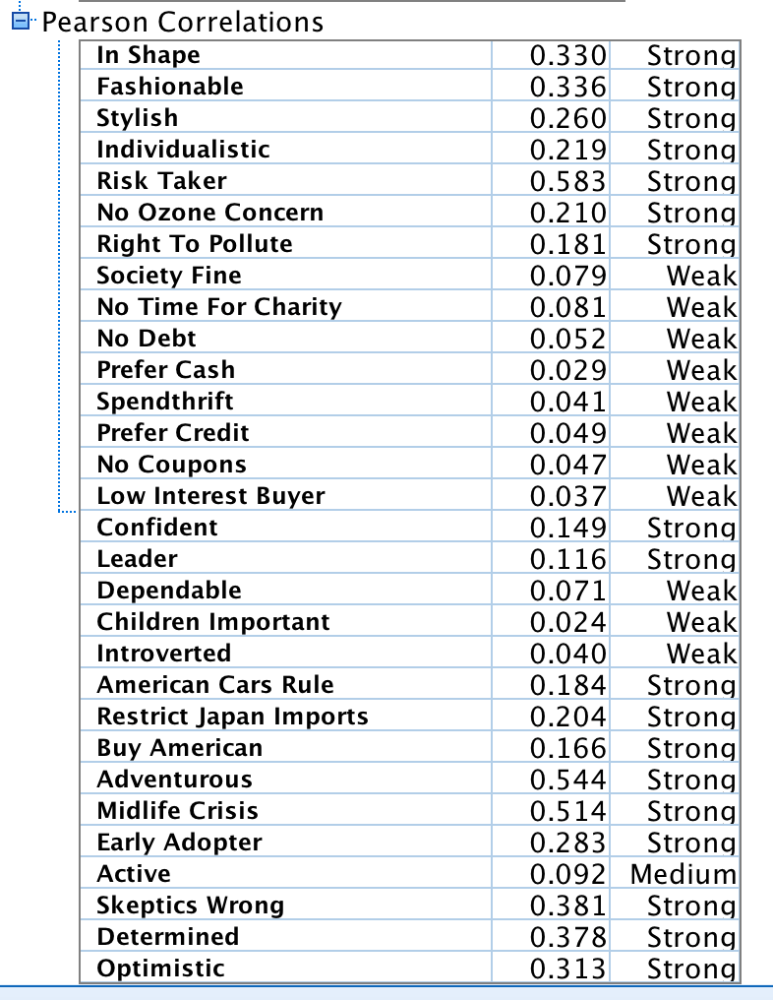 Pearson Correlations
In Shape 0.330 Strong
Fashionable 0.336 Strong
Stylish 0.260 Strong
Individualistic 0.219 Strong
Risk Taker 0.583 Strong
No Ozone Concern 0.210 Strong
Right To Pollute 0.181 Strong
Society Fine 0.079 Weak
No Time For Charity 0.081 Weak
No Debt 0.052 Weak
Prefer Cash 0.029 Weak
Spendthrift 0.041 Weak
Prefer Credit 0.049 Weak
No Coupons 0.047 Weak
Low Interest Buyer 0.037 Weak
Confident 0.149 Strong
Leader 0.116 Strong
Dependable 0.071 Weak
Children Important 0.024 Weak
Introverted 0.040 Weak
American Cars Rule 0.184 Strong
Restrict Japan Imports 0.204 Strong
Buy American 0.166 Strong
Adventurous 0.544 Strong
Midlife Crisis 0.514 Strong
Early Adopter 0.283 Strong
Active 0.092 Medium
Skeptics Wrong 0.381 Strong
Determined 0.378 Strong
Optimistic 0.313 Strong